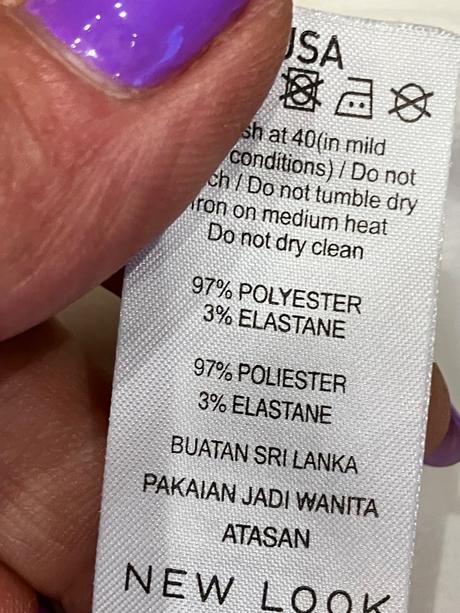 USA
sh at 40(in mild
conditions) / Do not
ch / Do not tumble dry
Iron on medium heat
Do not dry clean
97% POLYESTER
3% ELASTANE
97% POLIESTER
3% ELASTANE
BUATAN SRI LANKA
PAKAIAN JADI WANITA
ATASAN
NEW LOOK